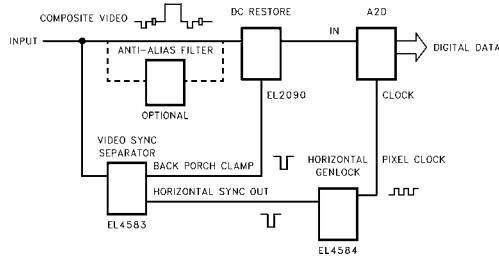 COMPOSITE VIDEO
DC RESTORE
A2D
INPUT
IN
ANTI-ALIAS FILTER
DIGITAL DATA
OPTIONAL
EL2090
CLOCK
VIDEO SYNC
SEPARATOR
BACK PORCH CLAMP
HORIZONTAL
GENLOCK
PIXEL CLOCK
HORIZONTAL SYNC OUT
EL4583
EL4584